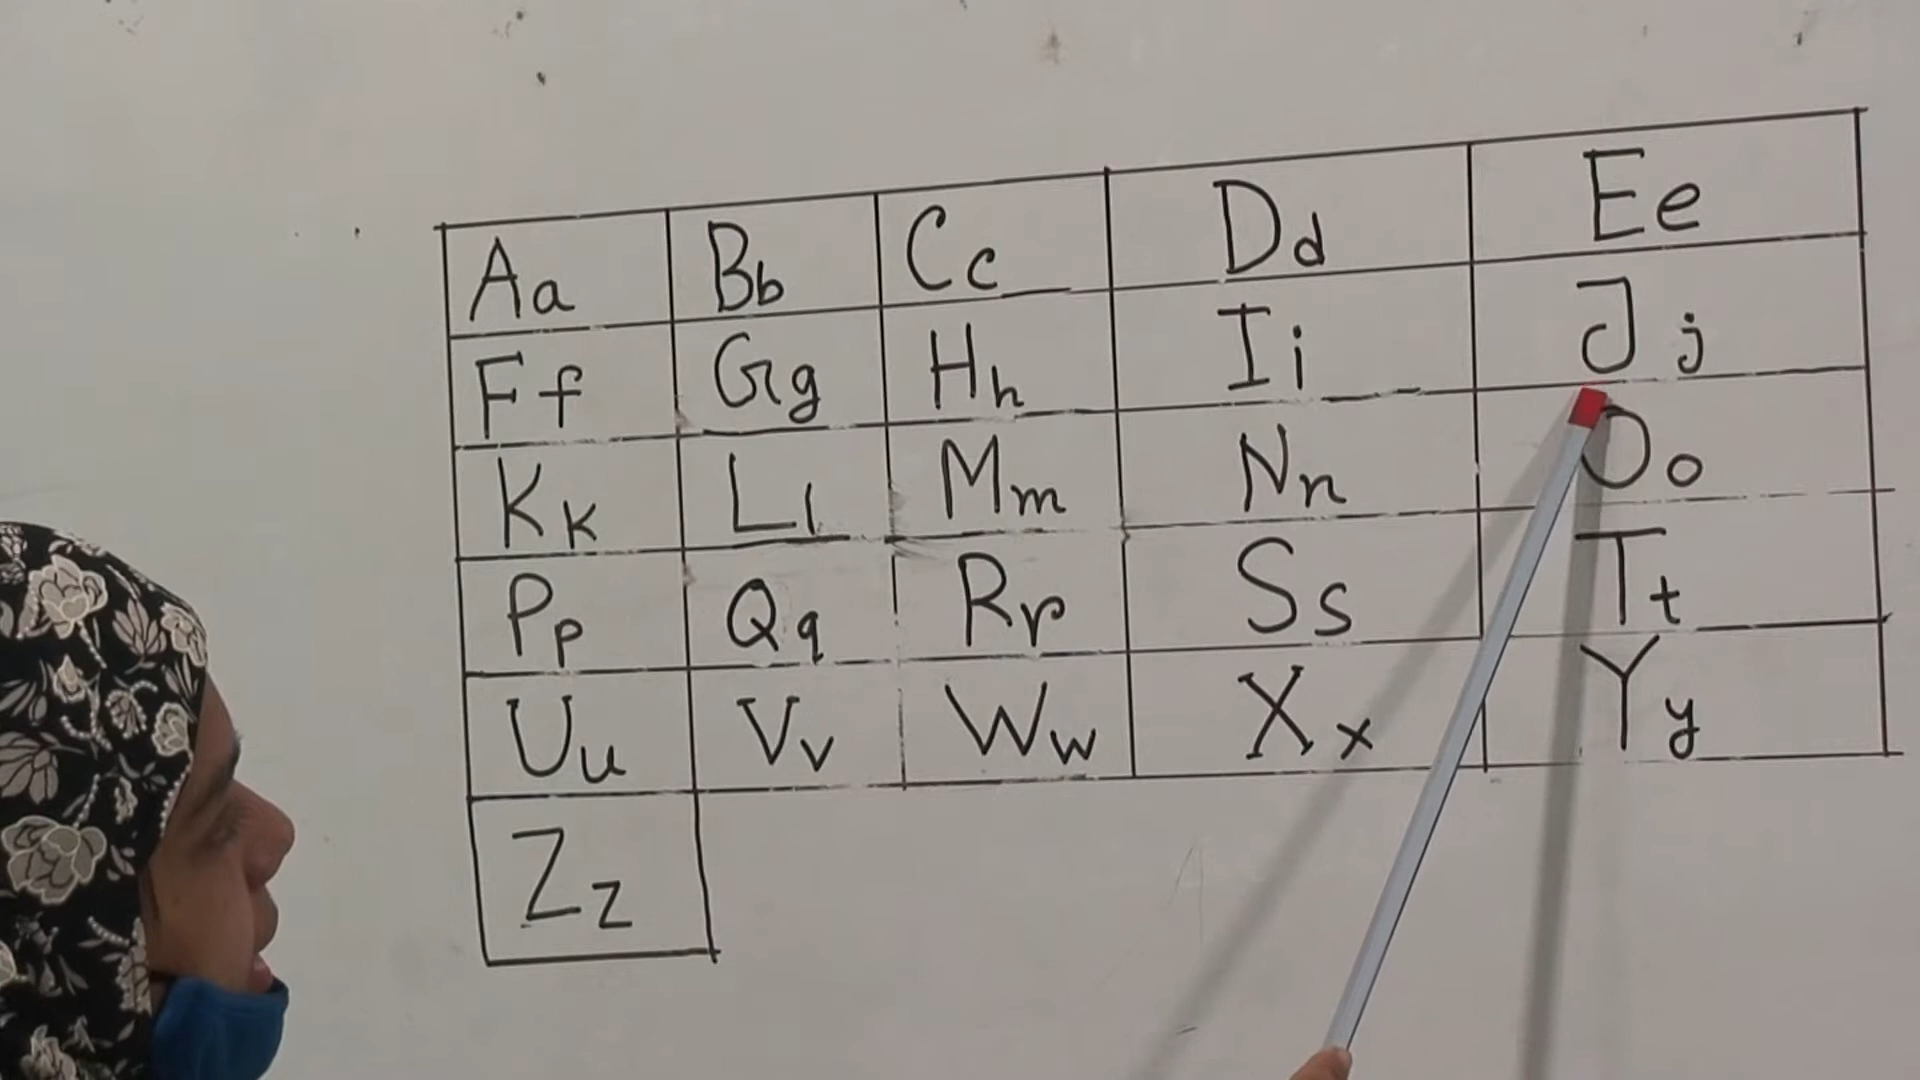 Aa Bb Cc Dd Ee
Ff Gg Hh Ii Jj
Kk Ll Mm Nn Oo
Pp Qq Rr Ss Tt
Uu Vv Ww Xx Yy
Zz